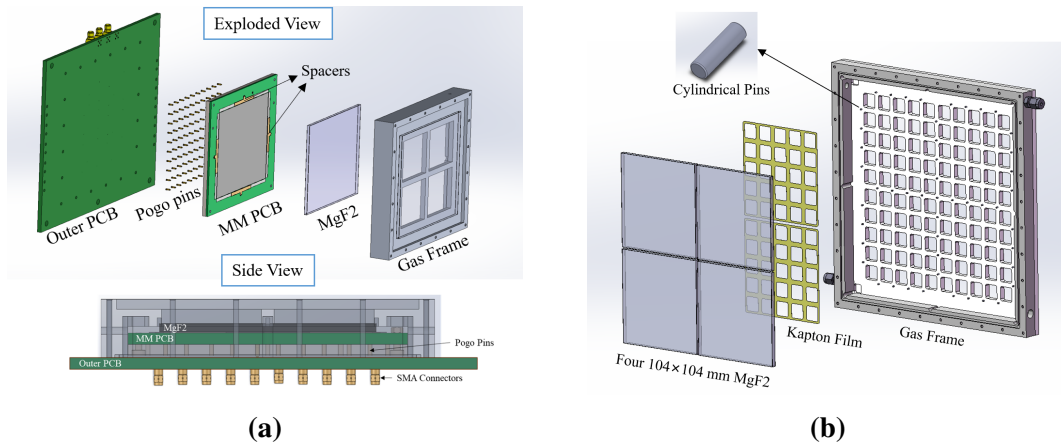 Exploded View
Spacers
Outer PCB
Pogo pins
MM PCB
MgF2
Gas Frame
Side View
MgF2
MM PCB
Pogo Pins
Outer PCB
SMA Connectors
(a)
Cylindrical Pins
Kapton Film
Gas Frame
Four 104×104 mm MgF2
(b)